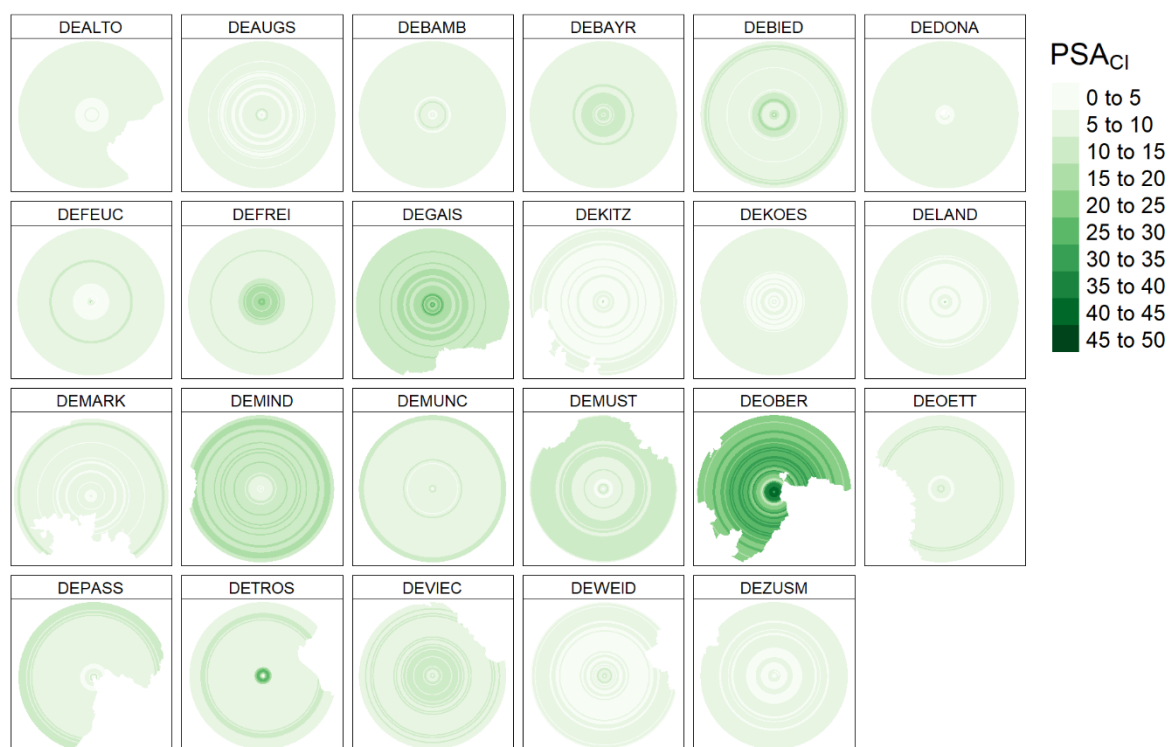 DEALTO DEAUGS DEBAMB DEBAYR DEBIED DEDONA
PSACI
0 to 5
5 to 10
10 to 15
15 to 20
20 to 25
25 to 30
30 to 35
35 to 40
40 to 45
45 to 50
DEFEUC DEFREI DEGAIS DEKITZ DEKOES DELAND
DEMARK DEMIND DEMUNC DEMUST DEOBER DEOETT
DEPASS DETROS DEVIEC DEWEID DEZUSM